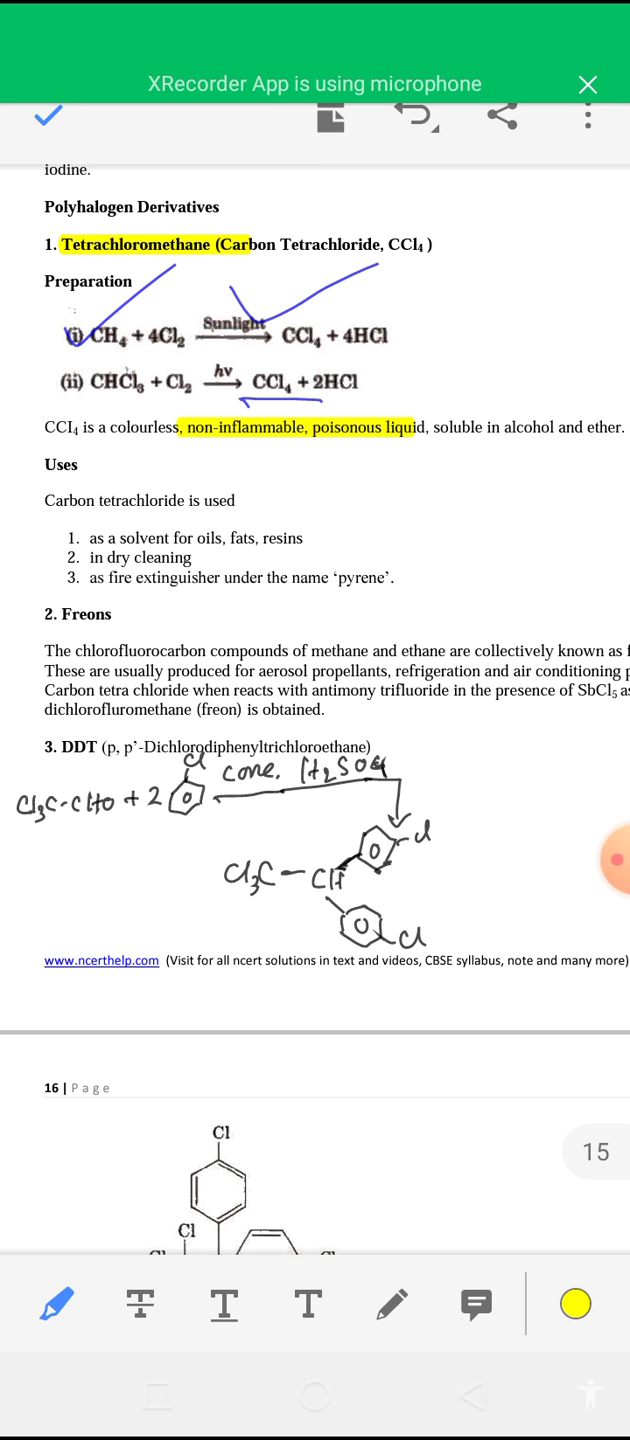 XRecorder App is using microphone
iodine.
Polyhalogen Derivatives
1. Tetrachloromethane (Carbon Tetrachloride, CCl₄ )
Preparation
(i) CH₄ + 4Cl₂ Sunlight → CCl₄ + 4HCl
(ii) CHCl₃ + Cl₂ hv → CCl₄ + 2HCl
CCI₄ is a colourless, non-inflammable, poisonous liquid, soluble in alcohol and ether.
Uses
Carbon tetrachloride is used
1. as a solvent for oils, fats, resins
2. in dry cleaning
3. as fire extinguisher under the name ‘pyrene’.
2. Freons
The chlorofluorocarbon compounds of methane and ethane are collectively known as
These are usually produced for aerosol propellants, refrigeration and air conditioning
Carbon tetra chloride when reacts with antimony trifluoride in the presence of SbCl₅
dichlorofluromethane (freon) is obtained.
3. DDT (p, p’-Dichlorodiphenyltrichloroethane)
Cl conc. H₂SO₄
Cl₃C-CHO + 2
Cl
Cl₃C – CH
Cl
www.ncerthelp.com (Visit for all ncert solutions in text and videos, CBSE syllabus, note and many more)
16 | Page
Cl
15
Cl
T T T